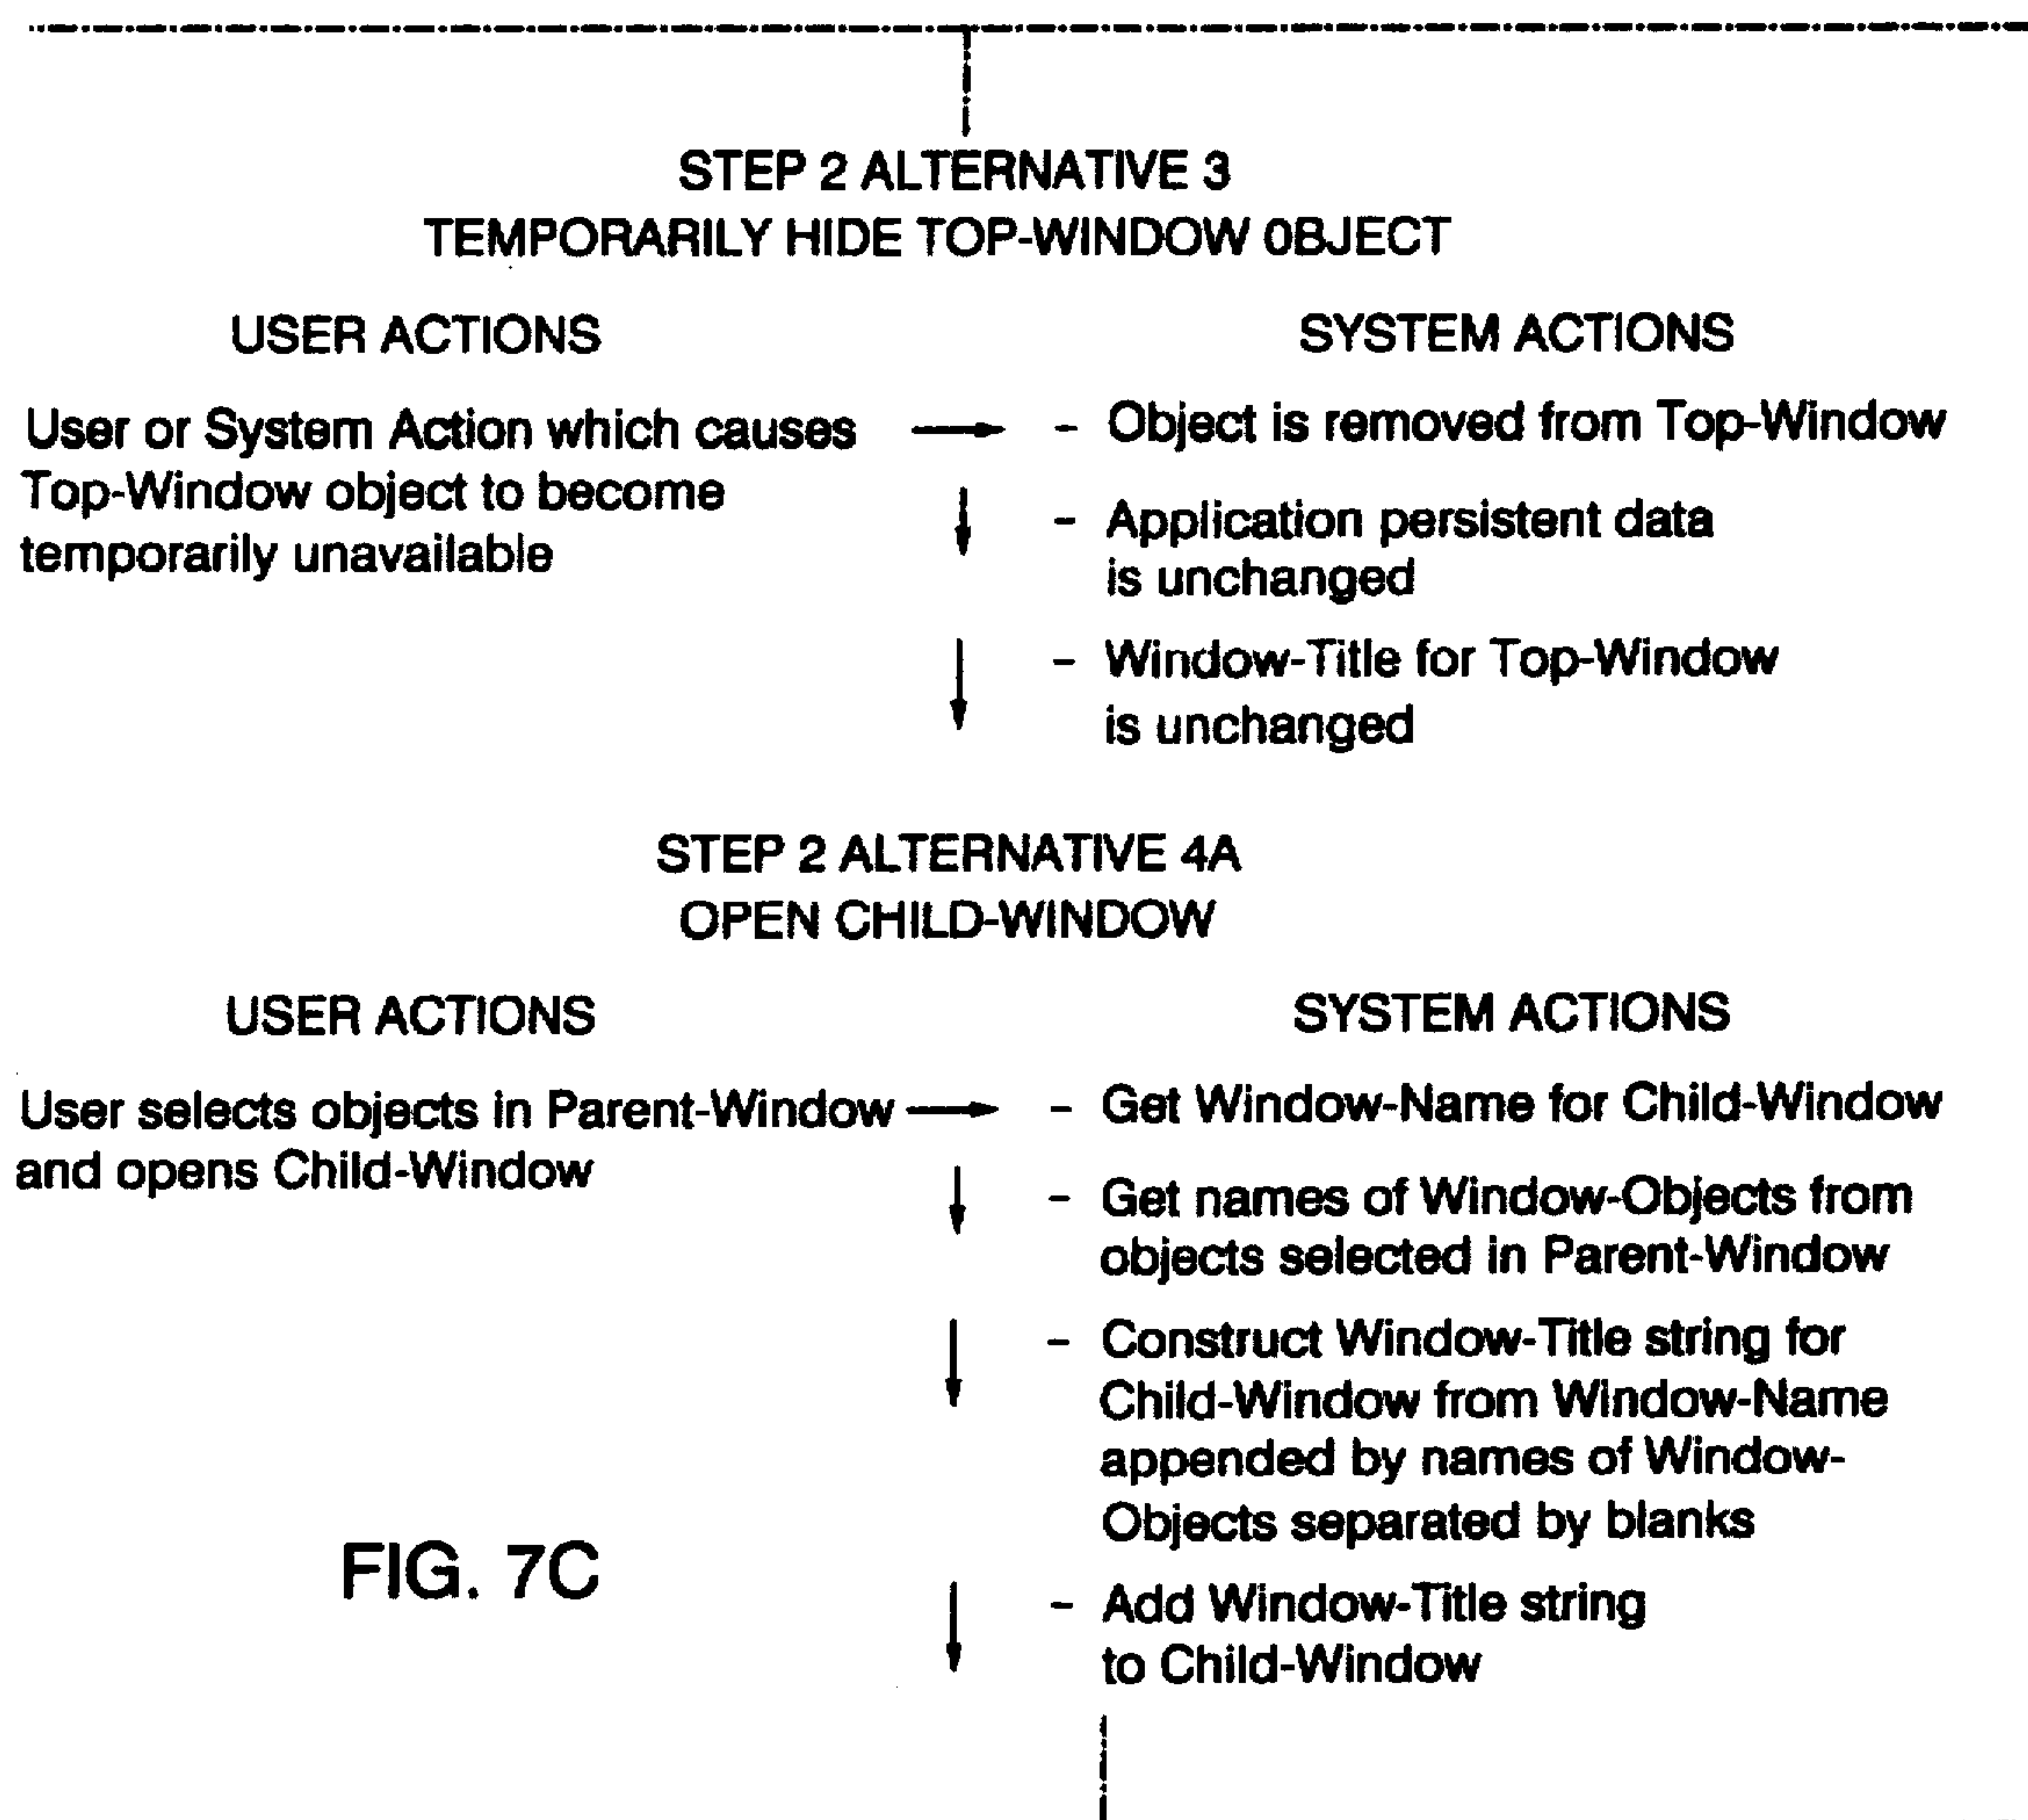 STEP 2 ALTERNATIVE 3
TEMPORARILY HIDE TOP-WINDOW OBJECT
USER ACTIONS
User or System Action which causes
Top-Window object to become
temporarily unavailable
SYSTEM ACTIONS
- Object is removed from Top-Window
- Application persistent data
is unchanged
- Window-Title for Top-Window
is unchanged
STEP 2 ALTERNATIVE 4A
OPEN CHILD-WINDOW
USER ACTIONS
User selects objects in Parent-Window
and opens Child-Window
SYSTEM ACTIONS
- Get Window-Name for Child-Window
- Get names of Window-Objects from
objects selected in Parent-Window
- Construct Window-Title string for
Child-Window from Window-Name
appended by names of Window-
Objects separated by blanks
- Add Window-Title string
to Child-Window
FIG. 7C